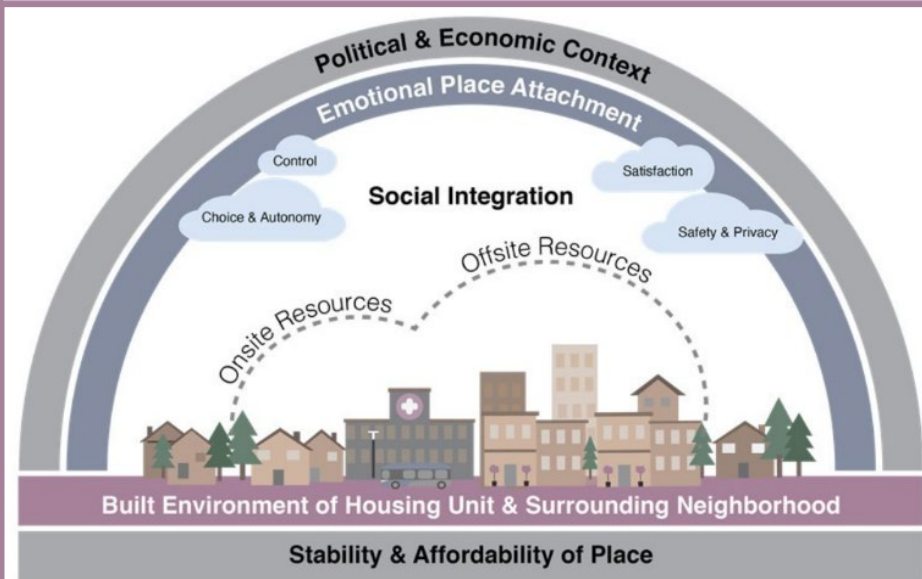 Political & Economic Context
Emotional Place Attachment
Control
Satisfaction
Social Integration
Choice & Autonomy
Safety & Privacy
Offsite Resources
Onsite Resources
Built Environment of Housing Unit & Surrounding Neighborhood
Stability & Affordability of Place